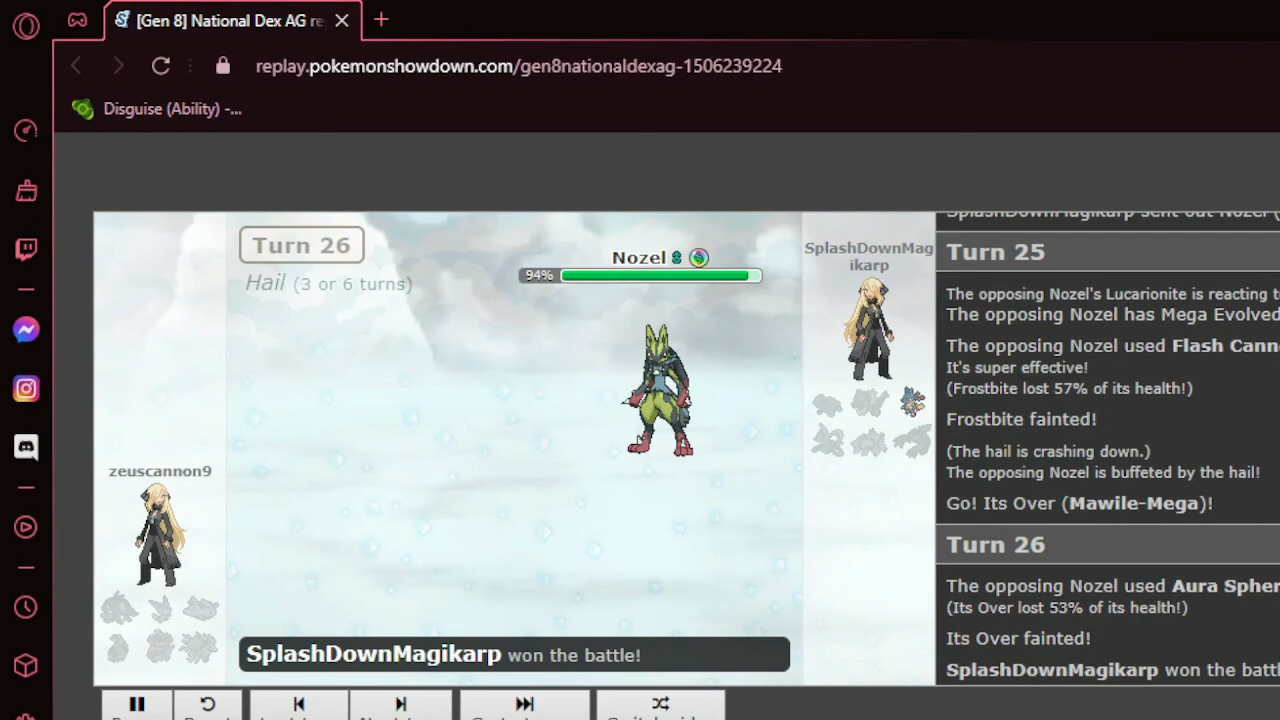 [Gen 8] National Dex AG re
replay.pokemonshowdown.com/gen8nationaldexag-1506239224
Disguise (Ability) -...
Turn 26
Hail (3 or 6 turns)
Nozel
94%
SplashDownMag
ikarp
zeuscannon9
SplashDownMagikarp won the battle!
SplashDownMagikarp sent out Nozel (
Turn 25
The opposing Nozel's Lucarionite is reacting t
The opposing Nozel has Mega Evolved
The opposing Nozel used Flash Cann
It's super effective!
(Frostbite lost 57% of its health!)
Frostbite fainted!
(The hail is crashing down.)
The opposing Nozel is buffeted by the hail!
Go! Its Over (Mawile-Mega)!
Turn 26
The opposing Nozel used Aura Spher
(Its Over lost 53% of its health!)
Its Over fainted!
SplashDownMagikarp won the battl